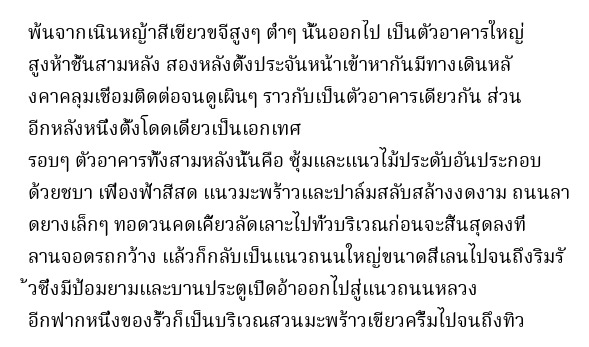 พ้นจากเนินหญ้าสีเขียวขจีสูงๆ ต่ำๆ นั้นออกไป เป็นตัวอาคารใหญ่
สูงห้าชั้นสามหลัง สองหลังตั้งประจันหน้าเข้าหากันมีทางเดินหลั
งคาคลุมเชื่อมติดต่อจนดูเผินๆ ราวกับเป็นตัวอาคารเดียวกัน ส่วน
อีกหลังหนึ่งตั้งโดดเดียวเป็นเอกเทศ
รอบๆ ตัวอาคารทั้งสามหลังนั้นคือ ซุ้มและแนวไม้ประดับอันประกอบ
ด้วยชบา เฟื่องฟ้าสีสด แนวมะพร้าวและปาล์มสลับสล้างงดงาม ถนนลา
ดยางเล็กๆ ทอดวนคดเคี้ยวลัดเลาะไปทั่วบริเวณก่อนจะสิ้นสุดลงที่
ลานจอดรถกว้าง แล้วก็กลับเป็นแนวถนนใหญ่ขนาดสี่เลนไปจนถึงริมรั
้วซึ่งมีป้อมยามและบานประตูเปิดอ้าออกไปสู่แนวถนนหลวง
อีกฟากหนึ่งของรั้วก็เป็นบริเวณสวนมะพร้าวเขียวครึ้มไปจนถึงทิว